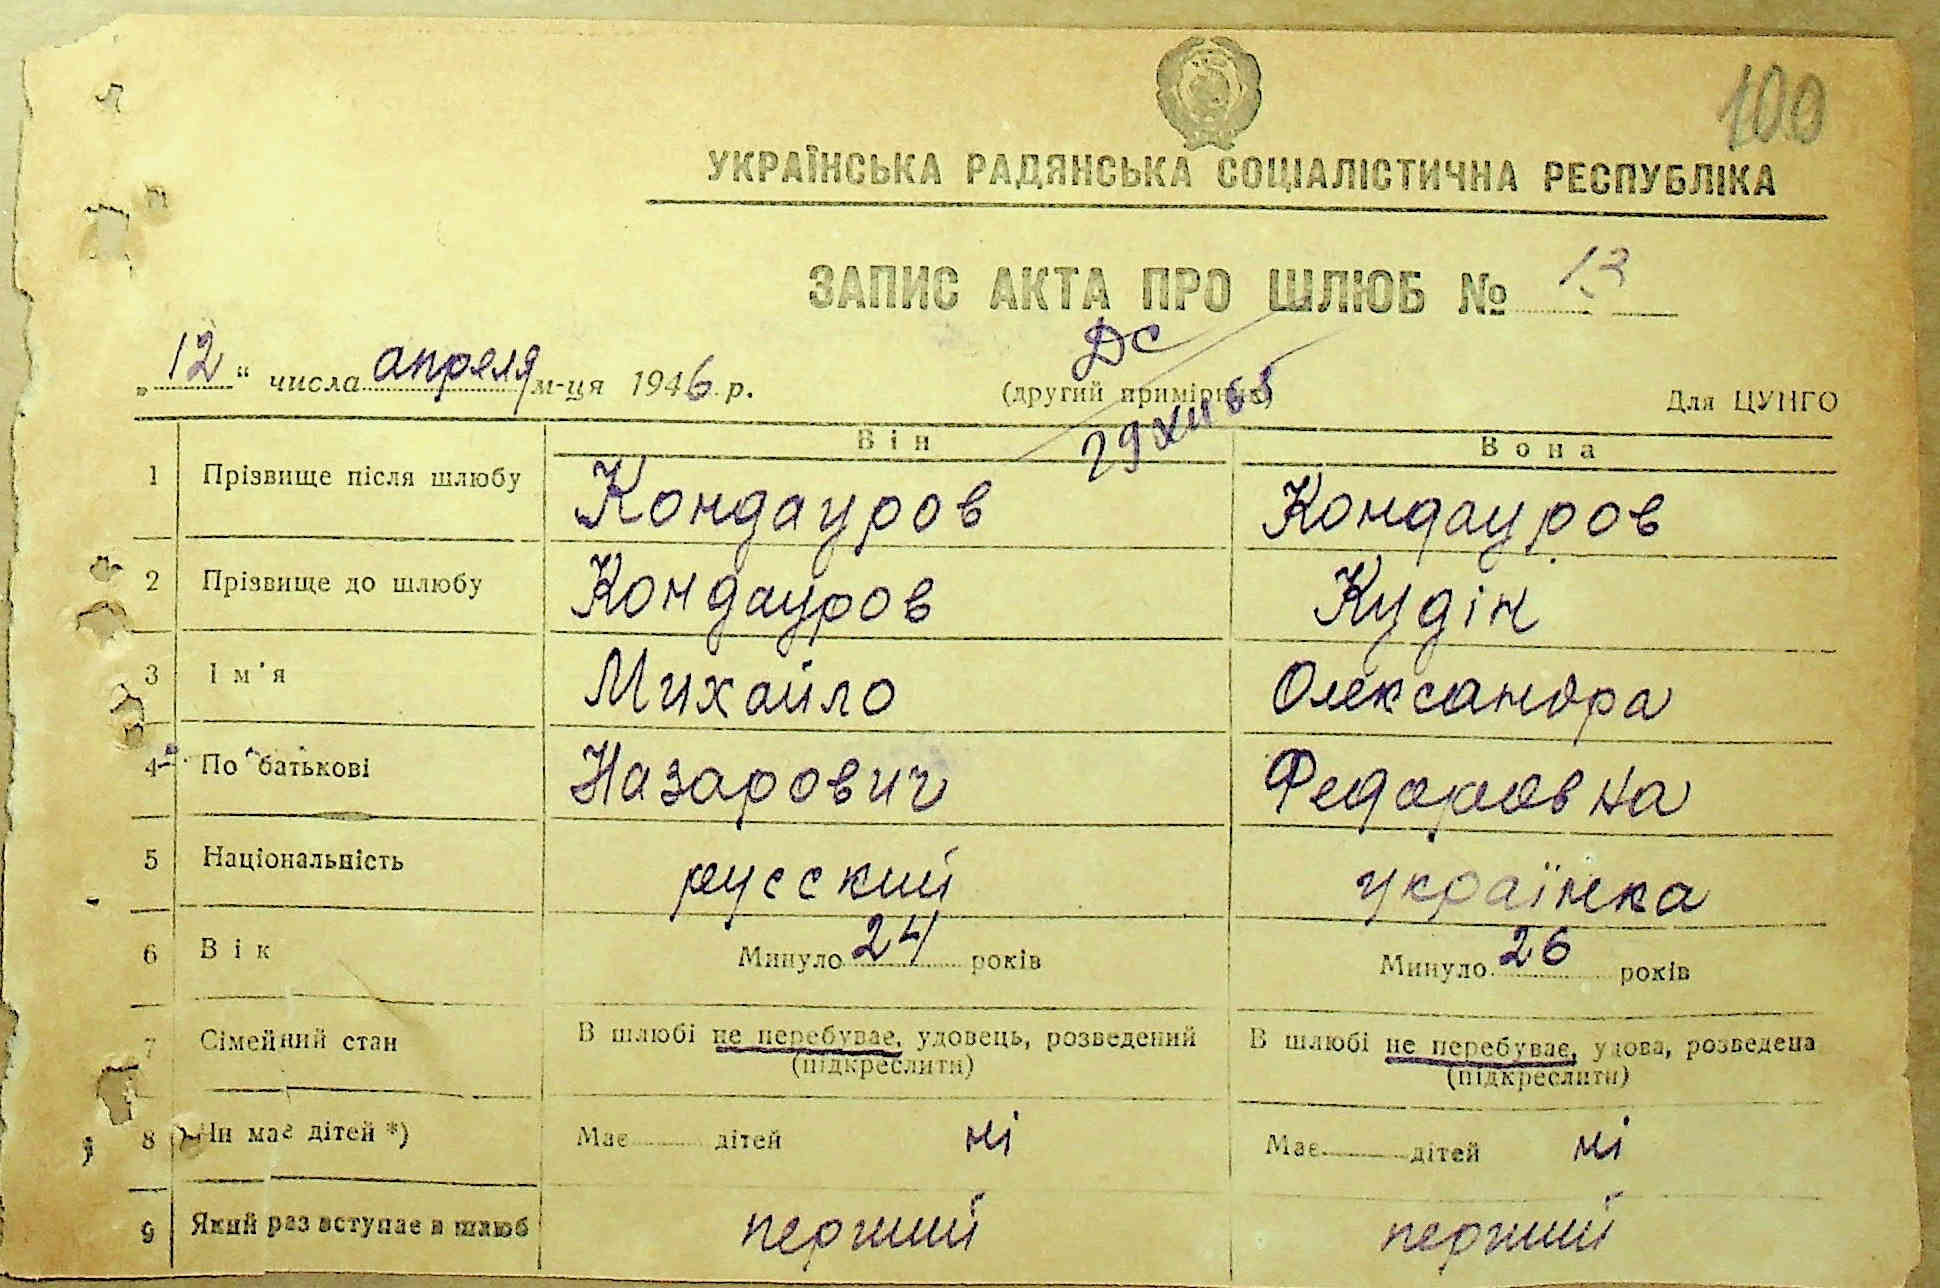 100
УКРАЇНСЬКА РАДЯНСЬКА СОЦІАЛІСТИЧНА РЕСПУБЛІКА
ЗАПИС АКТА ПРО ШЛЮБ № 13
„12“ числа апреля м-ця 1946 р.
ДС
(другий примірник)
Для ЦУНГО
29 XII 65
Він Вона
1 Прізвище після шлюбу Кондауров Кондауров
2 Прізвище до шлюбу Кондауров Кудін
3 Ім'я Михайло Олександра
4 По батькові Назарович Федоровна
5 Національність русский українка
6 Вік Минуло 24 років Минуло 26 років
7 Сімейний стан В шлюбі не перебуває, удовець, розведений В шлюбі не перебуває, удова, розведена
(підкреслити) (підкреслити)
8 Чи має дітей *) Має дітей ні Має дітей ні
9 Який раз вступає в шлюб перший перший